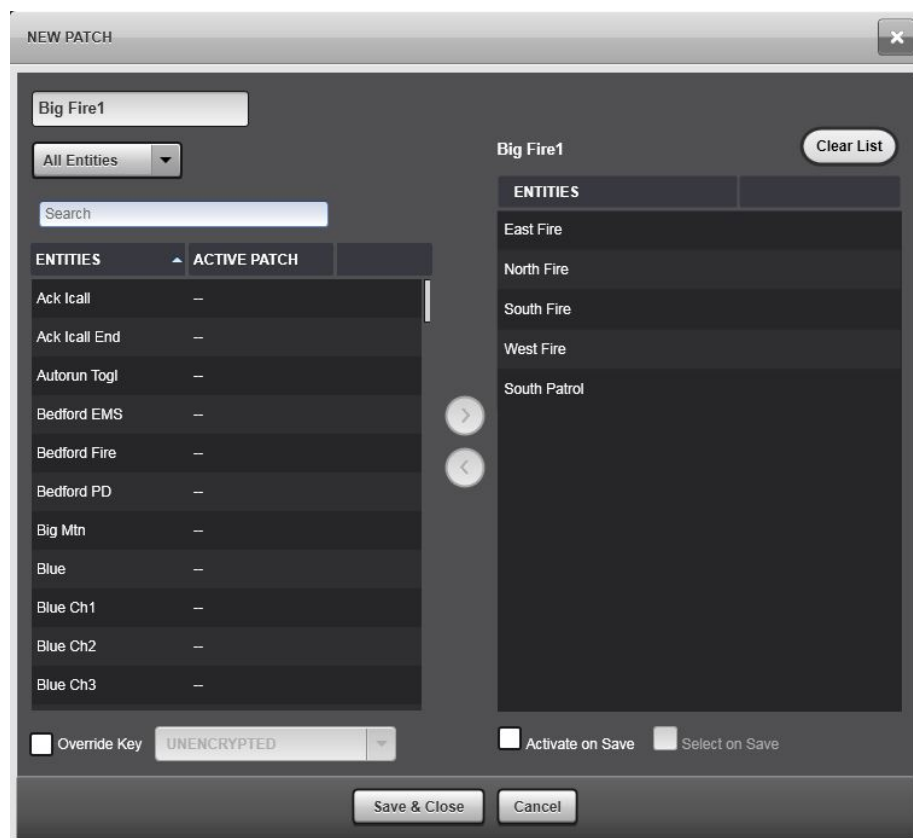 NEW PATCH
Big Fire1
All Entities
Search
ENTITIES ACTIVE PATCH
Ack Icall --
Ack Icall End --
Autorun Togl --
Bedford EMS --
Bedford Fire --
Bedford PD --
Big Mtn --
Blue --
Blue Ch1 --
Blue Ch2 --
Blue Ch3 --
Override Key UNENCRYPTED
Big Fire1
Clear List
ENTITIES
East Fire
North Fire
South Fire
West Fire
South Patrol
Activate on Save Select on Save
Save & Close Cancel